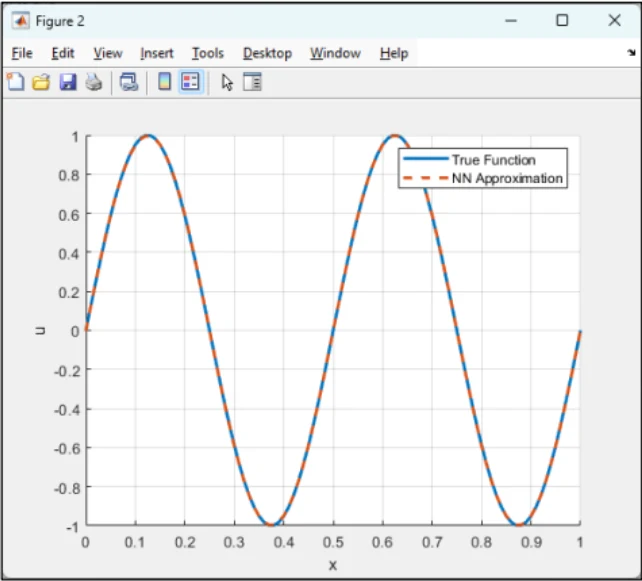 Figure 2
File Edit View Insert Tools Desktop Window Help
True Function
NN Approximation
1
0.8
0.6
0.4
0.2
0
-0.2
-0.4
-0.6
-0.8
-1
u
0 0.1 0.2 0.3 0.4 0.5 0.6 0.7 0.8 0.9 1
x